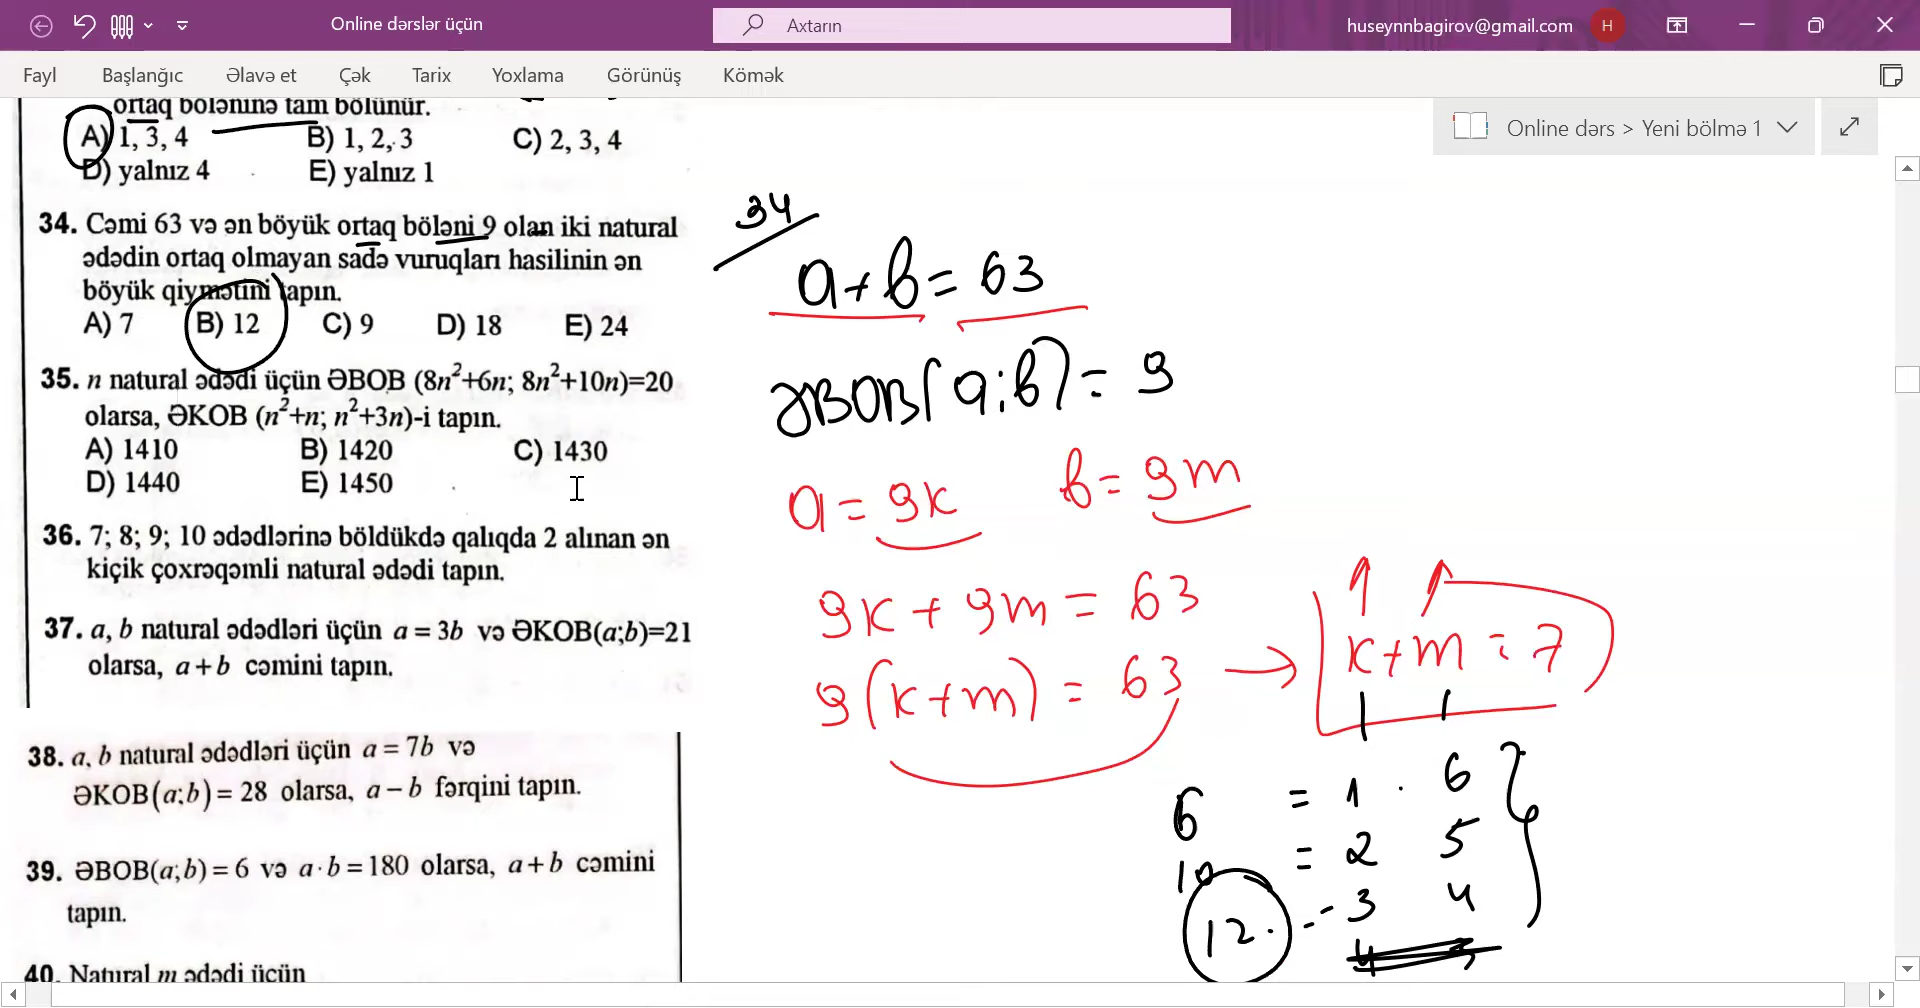 Online dərslər üçün
Axtarın
huseynnbagirov@gmail.com
H
Fayl Başlanğıc Əlavə et Çək Tarix Yoxlama Görünüş Kömək
Online dərs > Yeni bölmə 1
ortaq böləninə tam bölünür.
A) 1, 3, 4 B) 1, 2, 3 C) 2, 3, 4
D) yalnız 4 E) yalnız 1
34. Cəmi 63 və ən böyük ortaq böləni 9 olan iki natural
ədədin ortaq olmayan sadə vuruqları hasilinin ən
böyük qiymətini tapın.
A) 7 B) 12 C) 9 D) 18 E) 24
35. n natural ədədi üçün ƏBOB (8n²+6n; 8n²+10n)=20
olarsa, ƏKOB (n²+n; n²+3n)-i tapın.
A) 1410 B) 1420 C) 1430
D) 1440 E) 1450
36. 7; 8; 9; 10 ədədlərinə böldükdə qalıqda 2 alınan ən
kiçik çoxrəqəmli natural ədədi tapın.
37. a, b natural ədədləri üçün a = 3b və ƏKOB(a;b)=21
olarsa, a+b cəmini tapın.
38. a, b natural ədədləri üçün a = 7b və
ƏKOB(a;b) = 28 olarsa, a − b fərqini tapın.
39. ƏBOB(a;b) = 6 və a·b = 180 olarsa, a+b cəmini
tapın.
40. Natural m ədədi üçün
34
a+b = 63
ƏBOB(a;b) = 9
a = 9k b = 9m
9k + 9m = 63
9(k+m) = 63 → k+m = 7
6 = 1 · 6
10 = 2 5
12 = 3 4
4 3